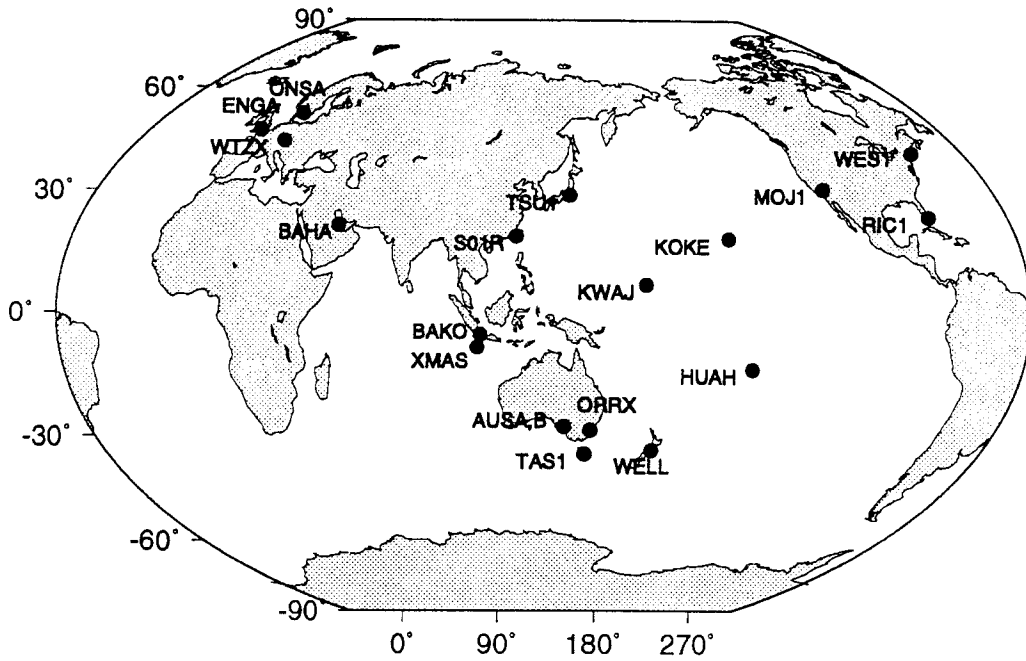 90°
60°
ONSA
ENGA
WTZX
WES1
30°
MOJ1
TSU1
RIC1
BAHA
S01R
KOKE
KWAJ
0°
BAKO
XMAS
HUAH
ORRX
AUSA,B
-30°
TAS1
WELL
-60°
-90°
0° 90° 180° 270°